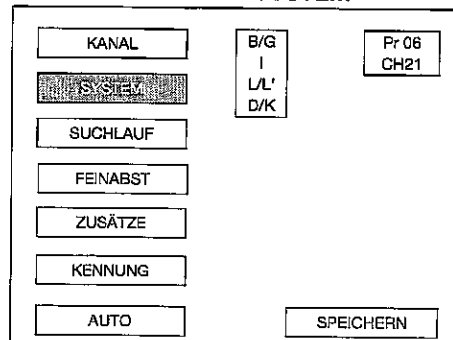 KANAL
SYSTEM
SUCHLAUF
FEINABST
ZUSÄTZE
KENNUNG
AUTO
B/G
I
L/L'
D/K
Pr 06
CH21
SPEICHERN